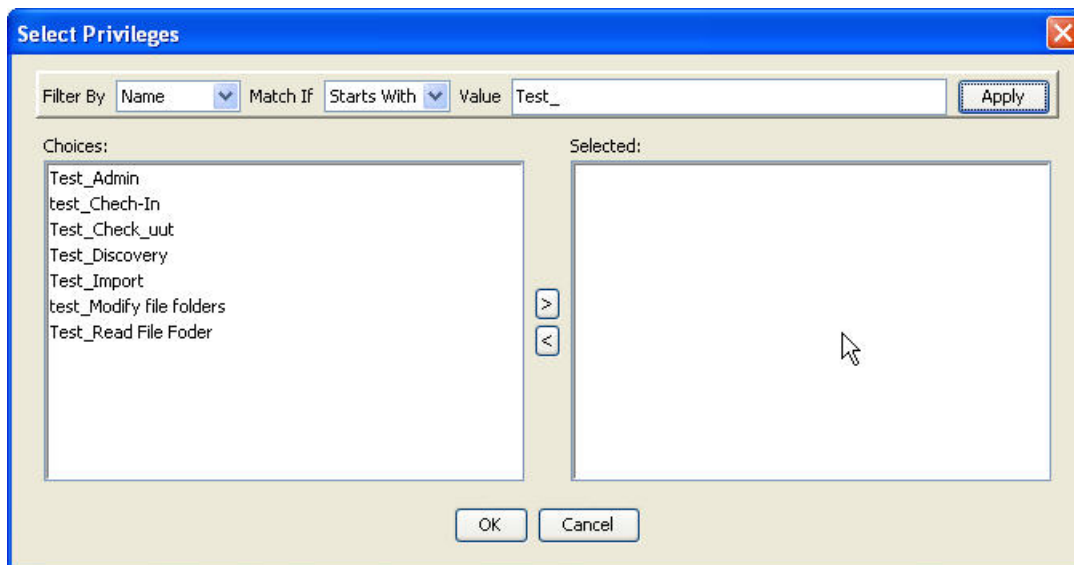 Select Privileges
Filter By Name Match If Starts With Value Test_ Apply
Choices: Selected:
Test_Admin
test_Chech-In
Test_Check_uut
Test_Discovery
Test_Import
test_Modify file folders
Test_Read File Foder
>
<
OK Cancel